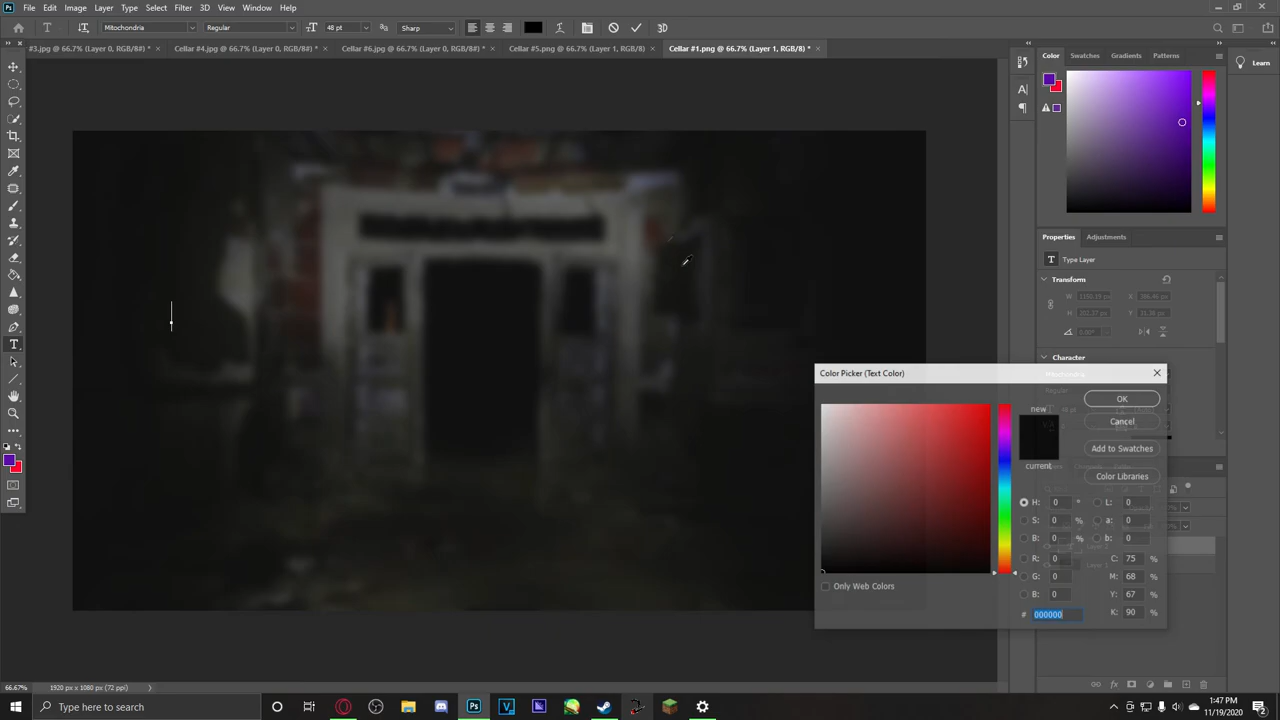 Ps File Edit Image Layer Type Select Filter 3D View Window Help
T Mitochondria Regular 48 pt Sharp 3D
#3.jpg @ 66.7% (Layer 0, RGB/8#) * × Cellar #4.jpg @ 66.7% (Layer 0, RGB/8#) * × Cellar #6.jpg @ 66.7% (Layer 0, RGB/8#) * × Cellar #5.png @ 66.7% (Layer 1, RGB/8) * × Cellar #1.png @ 66.7% (Layer 1, RGB/8) * ×
Color Swatches Gradients Patterns
Learn
Properties Adjustments
T Type Layer
Transform
W H X Y
0.00°
Character
Color Picker (Text Color)
new
current
OK
Cancel
Add to Swatches
Color Libraries
H: 0 ° L: 0
S: 0 % a: 0
B: 0 % b: 0
R: 0 C: 75 %
G: 0 M: 68 %
B: 0 Y: 67 %
# 000000 K: 90 %
Only Web Colors
66.67% 1920 px x 1080 px (72 ppi)
Type here to search
1:47 PM
11/19/2020